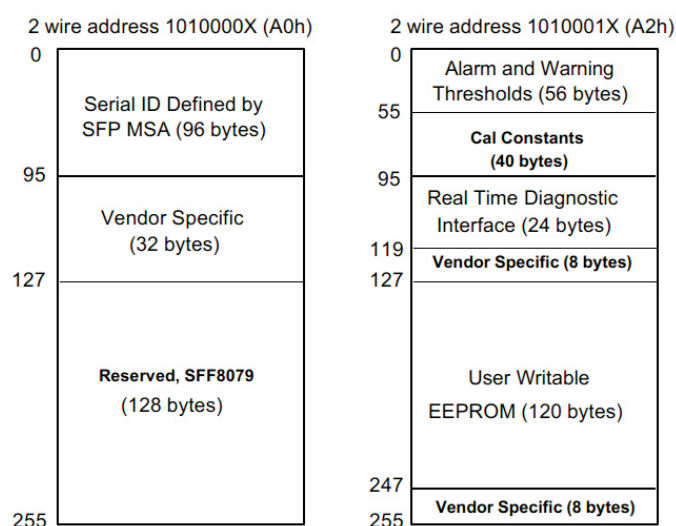 2 wire address 1010000X (A0h)
0
Serial ID Defined by
SFP MSA (96 bytes)
95
Vendor Specific
(32 bytes)
127
Reserved, SFF8079
(128 bytes)
255
2 wire address 1010001X (A2h)
0
Alarm and Warning
Thresholds (56 bytes)
55
Cal Constants
(40 bytes)
95
Real Time Diagnostic
Interface (24 bytes)
119
Vendor Specific (8 bytes)
127
User Writable
EEPROM (120 bytes)
247
Vendor Specific (8 bytes)
255